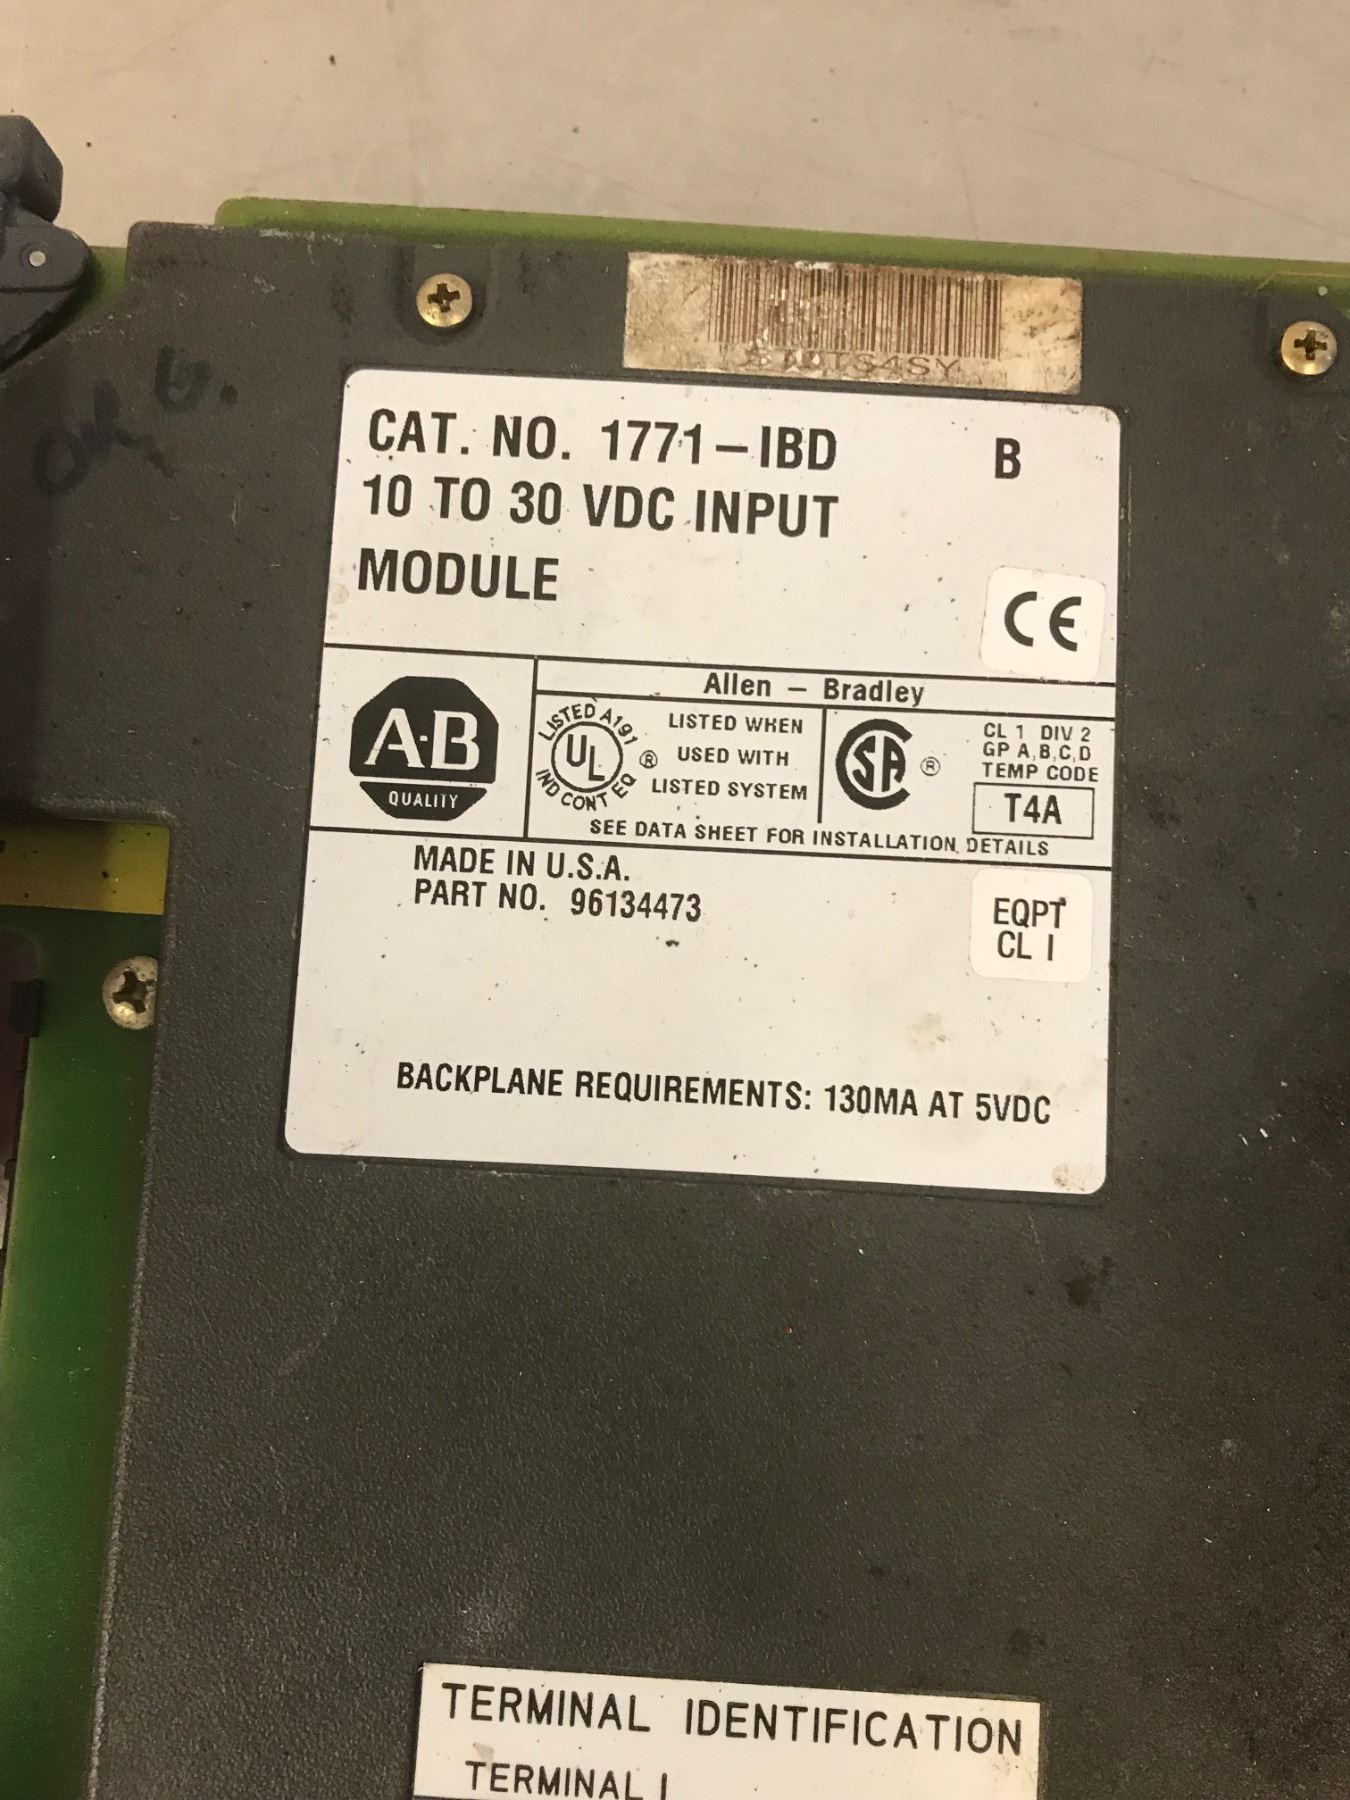 CAT. NO. 1771-IBD B
10 TO 30 VDC INPUT
MODULE
CE
Allen - Bradley
A-B
QUALITY
LISTED A191
UL ®
IND CONT EQ
LISTED WHEN
USED WITH
LISTED SYSTEM
SA ®
CL 1 DIV 2
GP A,B,C,D
TEMP CODE
T4A
SEE DATA SHEET FOR INSTALLATION DETAILS
MADE IN U.S.A.
PART NO. 96134473
EQPT
CL I
BACKPLANE REQUIREMENTS: 130MA AT 5VDC
TERMINAL IDENTIFICATION
TERMINAL